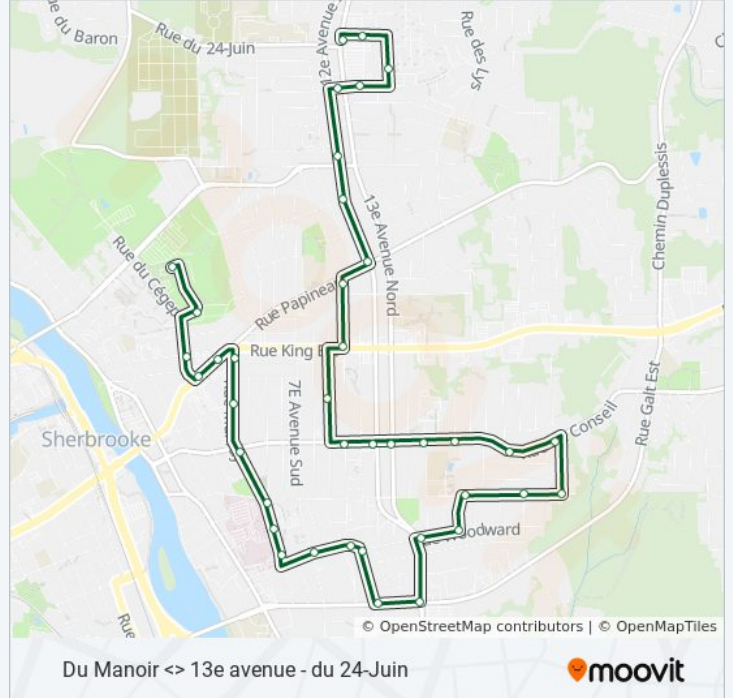 ue du Baron
Rue du 24-Juin
12e Avenue
Rue des Lys
Chemin Duplessis
13e Avenue Nord
Rue du Cégep
Rue Papineau
Rue King E
7E Avenue Sud
Sherbrooke
Conseil
Rue Galt Est
Woodward
Rue
© OpenStreetMap contributors | © OpenMapTiles
Du Manoir <> 13e avenue - du 24-Juin
moovit